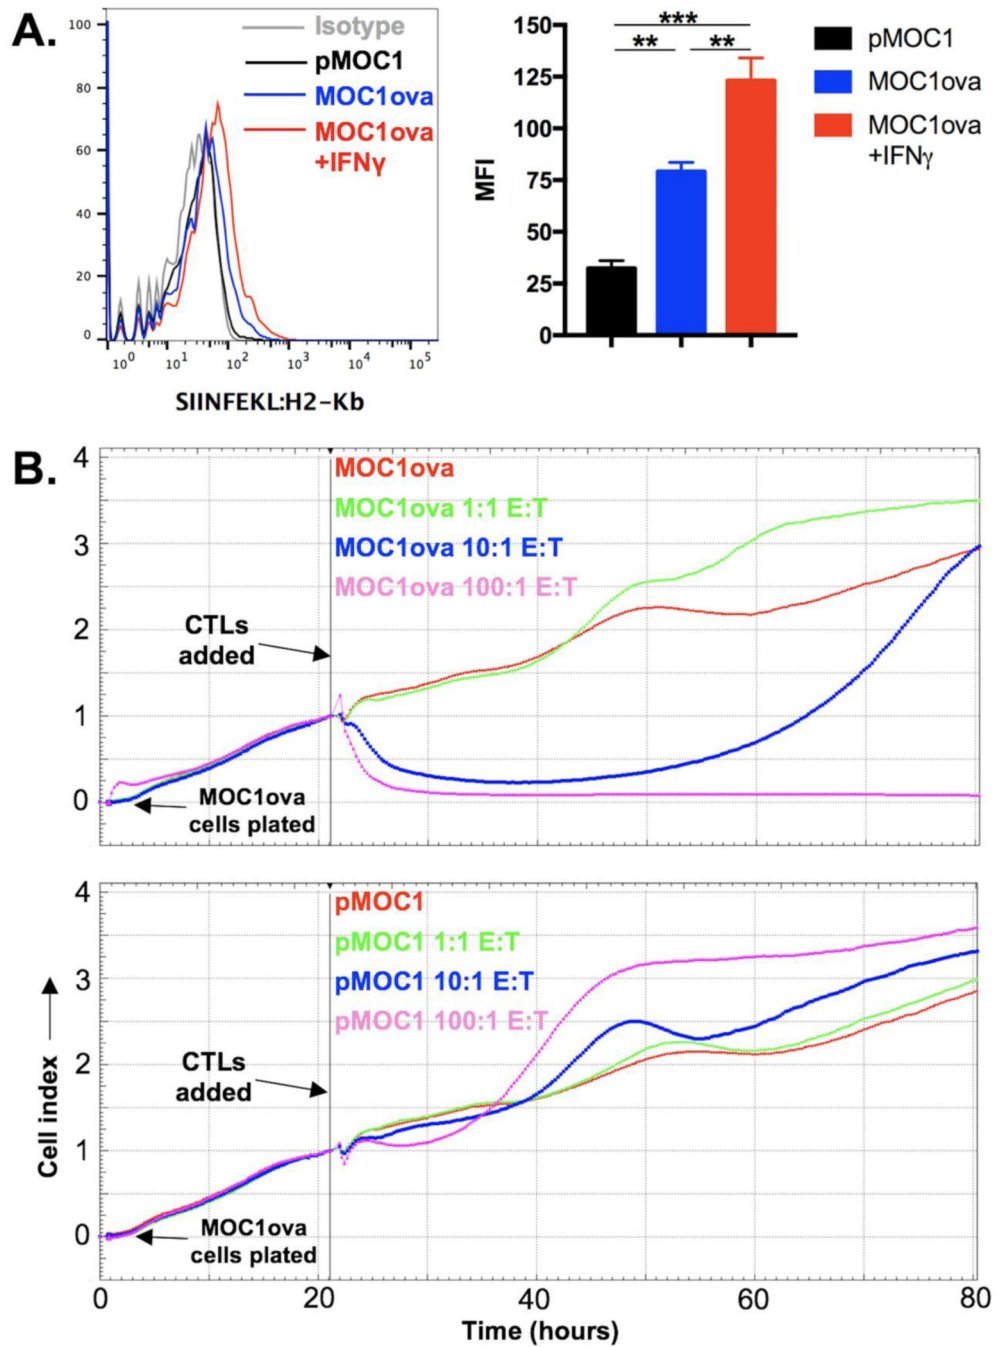 A.
Isotype
pMOC1
MOC1ova
MOC1ova
+IFNγ
100
80
60
40
20
0
10⁰ 10¹ 10² 10³ 10⁴ 10⁵
SIINFEKL:H2-Kb
***
** **
150
125
100
75
50
25
0
MFI
pMOC1
MOC1ova
MOC1ova
+IFNγ
B.
4
3
2
1
0
MOC1ova
MOC1ova 1:1 E:T
MOC1ova 10:1 E:T
MOC1ova 100:1 E:T
CTLs
added
MOC1ova
cells plated
4
3
2
1
0
pMOC1
pMOC1 1:1 E:T
pMOC1 10:1 E:T
pMOC1 100:1 E:T
CTLs
added
MOC1ova
cells plated
Cell index
0 20 40 60 80
Time (hours)